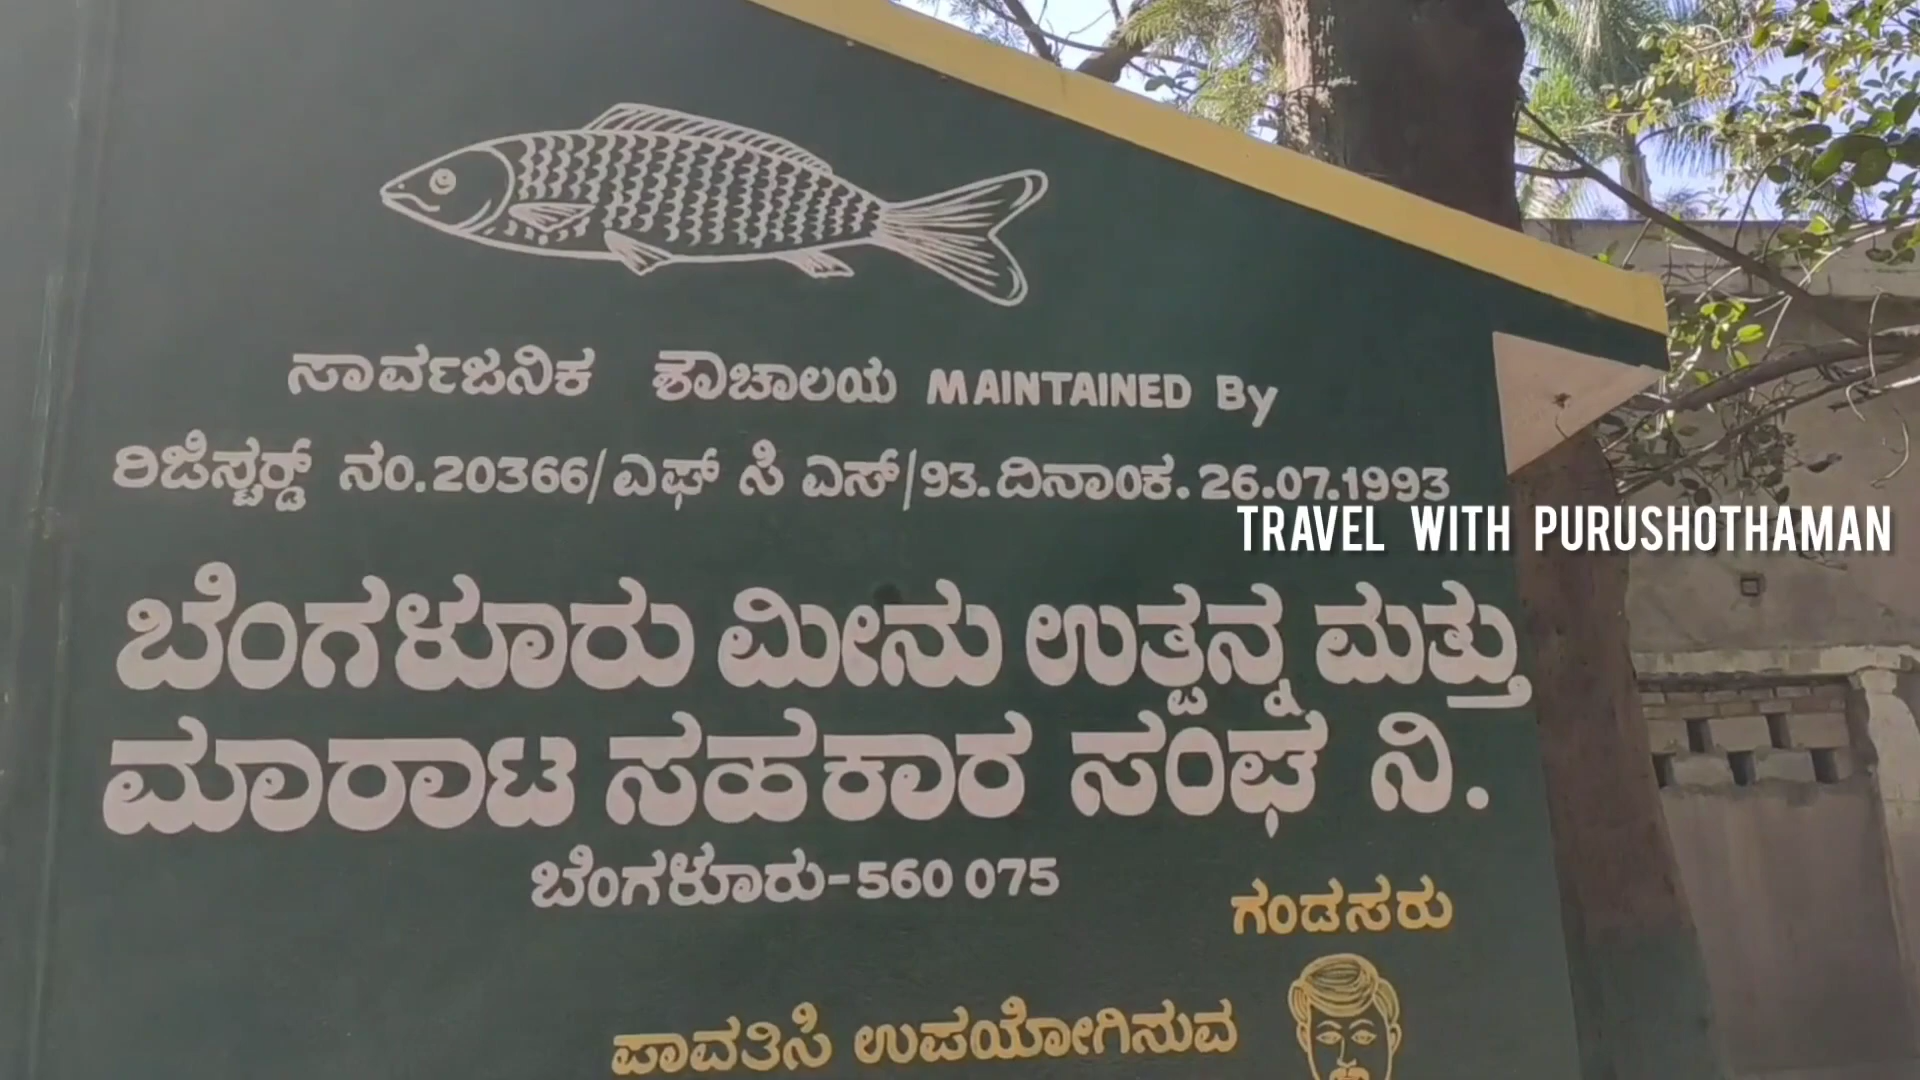 ಸಾರ್ವಜನಿಕ ಶೌಚಾಲಯ MAINTAINED By
ರಿಜಿಸ್ಟರ್ಡ್ ನಂ.20366/ಎಫ್ ಸಿ ಎಸ್/93.ದಿನಾಂಕ. 26.07.1993
TRAVEL WITH PURUSHOTHAMAN
ಬೆಂಗಳೂರು ಮೀನು ಉತ್ಪನ್ನ ಮತ್ತು
ಮಾರಾಟ ಸಹಕಾರ ಸಂಘ ನಿ.
ಬೆಂಗಳೂರು-560 075
ಗಂಡಸರು
ಪಾವತಿಸಿ ಉಪಯೋಗಿಸುವ